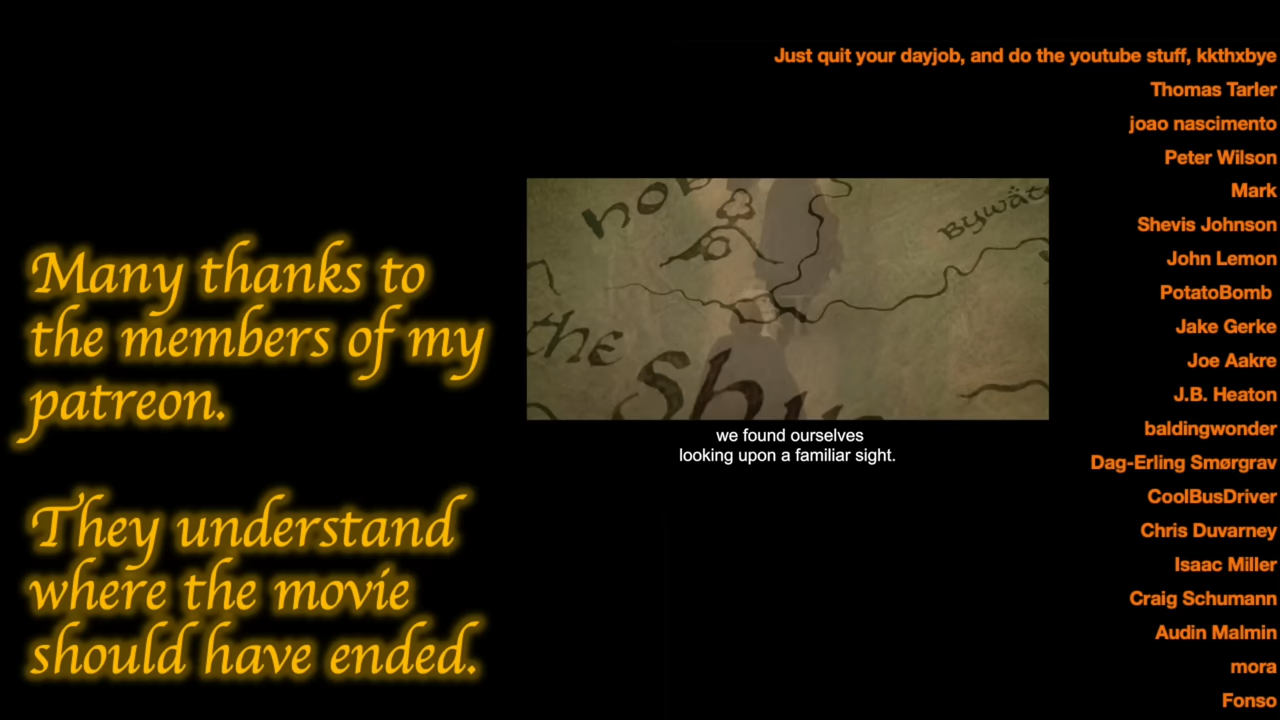 Many thanks to
the members of my
patreon.
They understand
where the movie
should have ended.
Bywat
the
we found ourselves
looking upon a familiar sight.
Just quit your dayjob, and do the youtube stuff, kkthxbye
Thomas Tarler
joao nascimento
Peter Wilson
Mark
Shevis Johnson
John Lemon
PotatoBomb
Jake Gerke
Joe Aakre
J.B. Heaton
baldingwonder
Dag-Erling Smørgrav
CoolBusDriver
Chris Duvarney
Isaac Miller
Craig Schumann
Audin Malmin
mora
Fonso